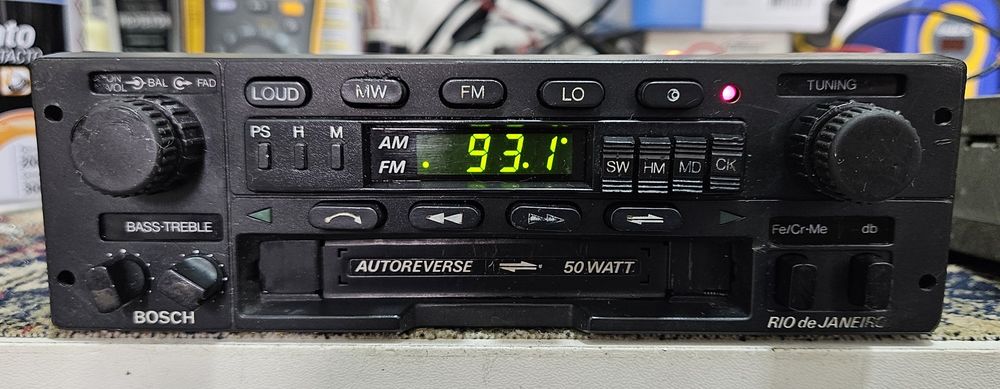 ON
VOL BAL FAD
LOUD MW FM LO
TUNING
PS H M
AM
FM
93.1
SW HM MD CK
BASS-TREBLE
Fe/Cr-Me db
AUTOREVERSE 50 WATT
BOSCH
RIO de JANEIRO